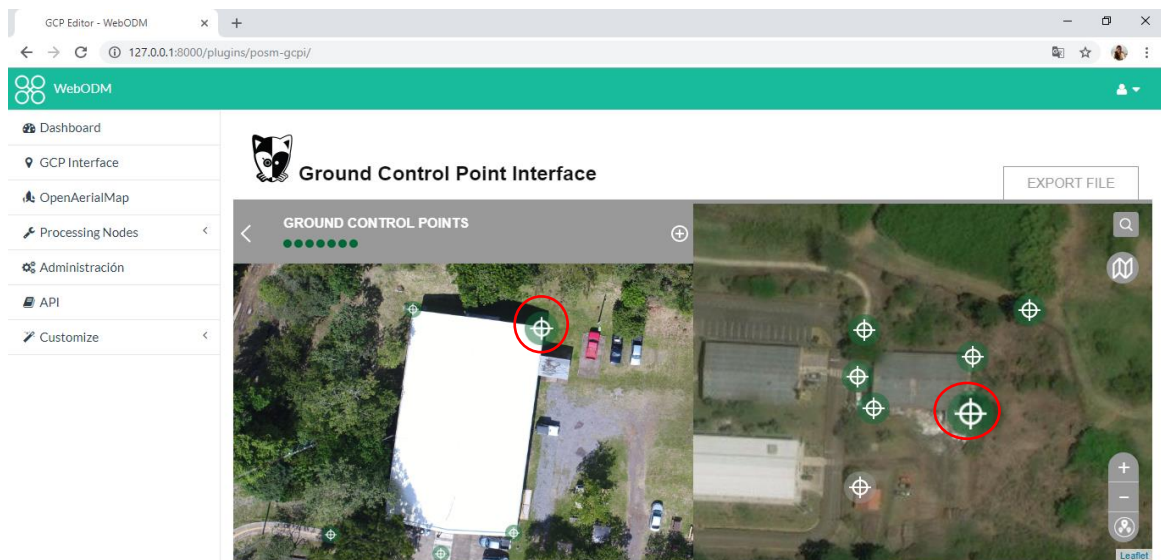 GCP Editor - WebODM
127.0.0.1:8000/plugins/posm-gcpi/
WebODM
Dashboard
GCP Interface
OpenAerialMap
Processing Nodes
Administración
API
Customize
Ground Control Point Interface
EXPORT FILE
GROUND CONTROL POINTS
Leaflet